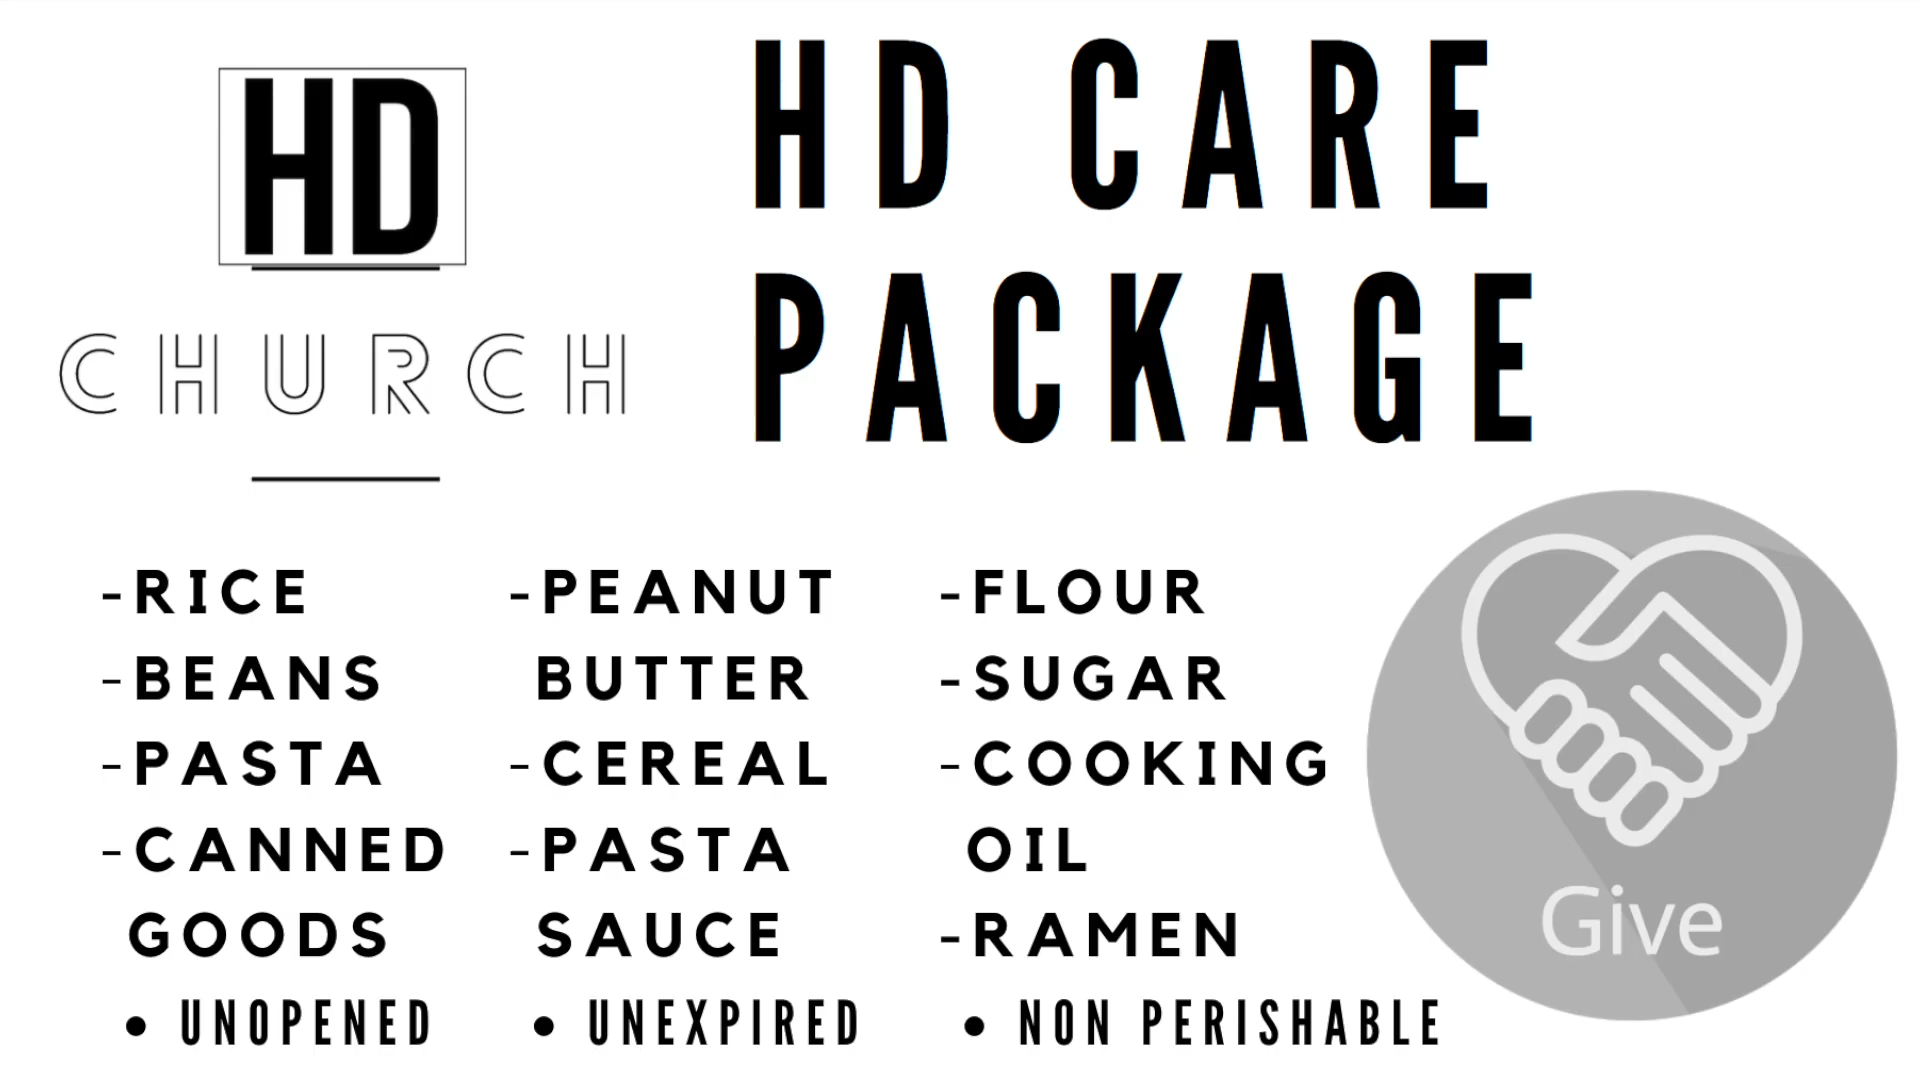 HD
CHURCH
HD CARE
PACKAGE
-RICE
-BEANS
-PASTA
-CANNED
GOODS
-PEANUT
BUTTER
-CEREAL
-PASTA
SAUCE
-FLOUR
-SUGAR
-COOKING
OIL
-RAMEN
• UNOPENED
• UNEXPIRED
• NON PERISHABLE
Give